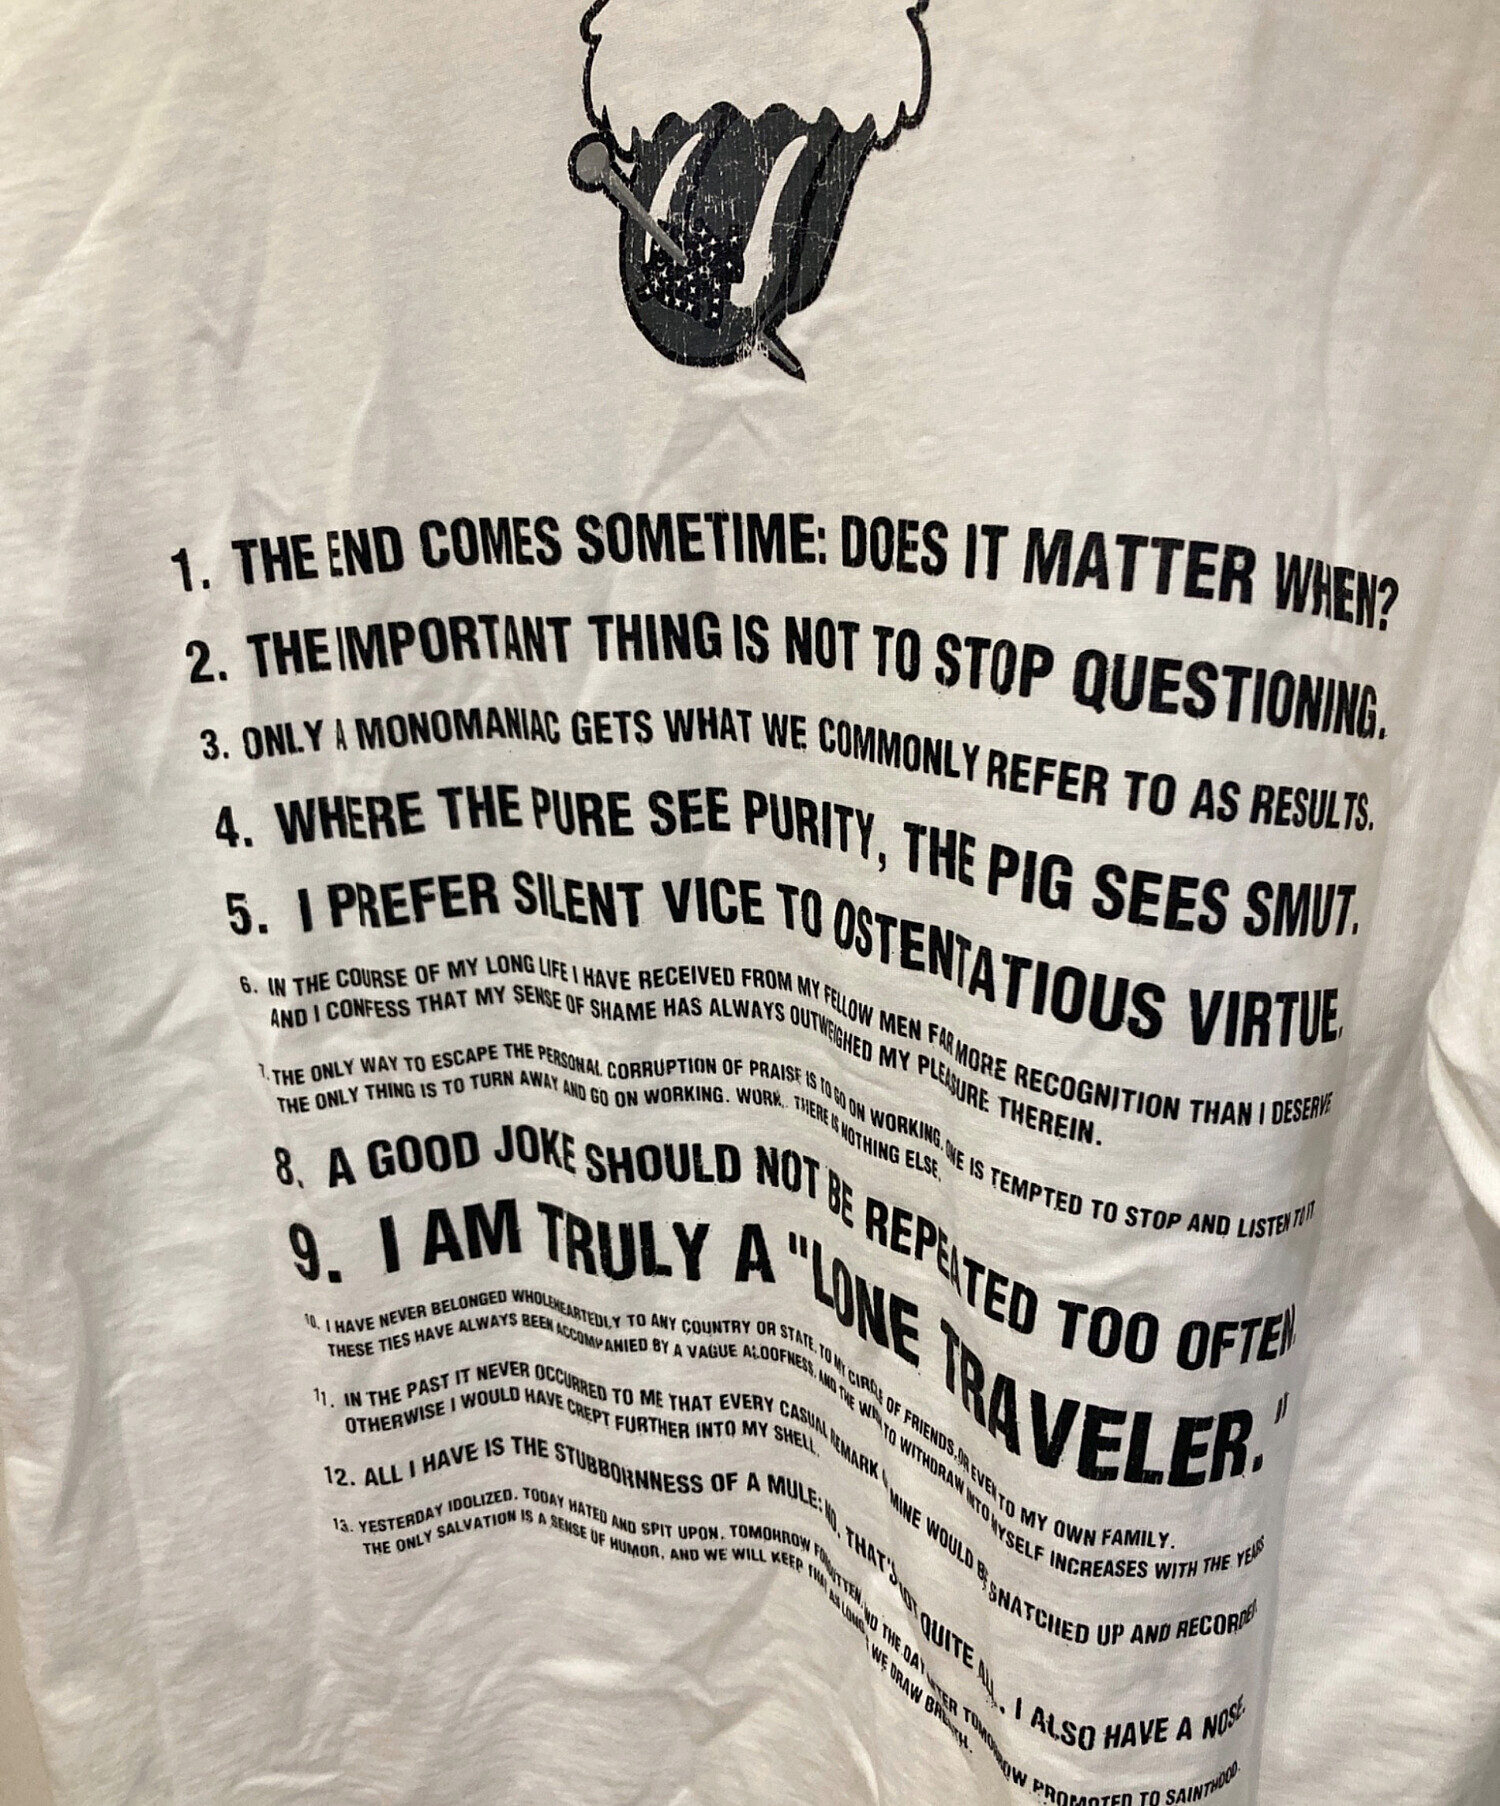 1. THE END COMES SOMETIME: DOES IT MATTER WHEN?
2. THE IMPORTANT THING IS NOT TO STOP QUESTIONING.
3. ONLY A MONOMANIAC GETS WHAT WE COMMONLY REFER TO AS RESULTS.
4. WHERE THE PURE SEE PURITY, THE PIG SEES SMUT.
5. I PREFER SILENT VICE TO OSTENTATIOUS VIRTUE.
6. IN THE COURSE OF MY LONG LIFE I HAVE RECEIVED FROM MY FELLOW MEN FAR MORE RECOGNITION THAN I DESERVE
AND I CONFESS THAT MY SENSE OF SHAME HAS ALWAYS OUTWEIGHED MY PLEASURE THEREIN.
7. THE ONLY WAY TO ESCAPE THE PERSONAL CORRUPTION OF PRAISE IS TO GO ON WORKING. ONE IS TEMPTED TO STOP AND LISTEN TO IT.
THE ONLY THING IS TO TURN AWAY AND GO ON WORKING. WORK. THERE IS NOTHING ELSE.
8. A GOOD JOKE SHOULD NOT BE REPEATED TOO OFTEN.
9. I AM TRULY A "LONE TRAVELER."
10. I HAVE NEVER BELONGED WHOLEHEARTEDLY TO ANY COUNTRY OR STATE, TO MY CIRCLE OF FRIENDS, OR EVEN TO MY OWN FAMILY.
THESE TIES HAVE ALWAYS BEEN ACCOMPANIED BY A VAGUE ALOOFNESS, AND THE WISH TO WITHDRAW INTO MYSELF INCREASES WITH THE YEARS
11. IN THE PAST IT NEVER OCCURRED TO ME THAT EVERY CASUAL REMARK MINE WOULD BE SNATCHED UP AND RECORDED.
OTHERWISE I WOULD HAVE CREPT FURTHER INTO MY SHELL.
12. ALL I HAVE IS THE STUBBORNNESS OF A MULE: NO, THAT'S NOT QUITE ALL. I ALSO HAVE A NOSE.
13. YESTERDAY IDOLIZED, TODAY HATED AND SPIT UPON, TOMORROW FORGOTTEN, AND THE DAY AFTER TOMORROW PROMOTED TO SAINTHOOD.
THE ONLY SALVATION IS A SENSE OF HUMOR, AND WE WILL KEEP THAT AS LONG WE DRAW BREATH.